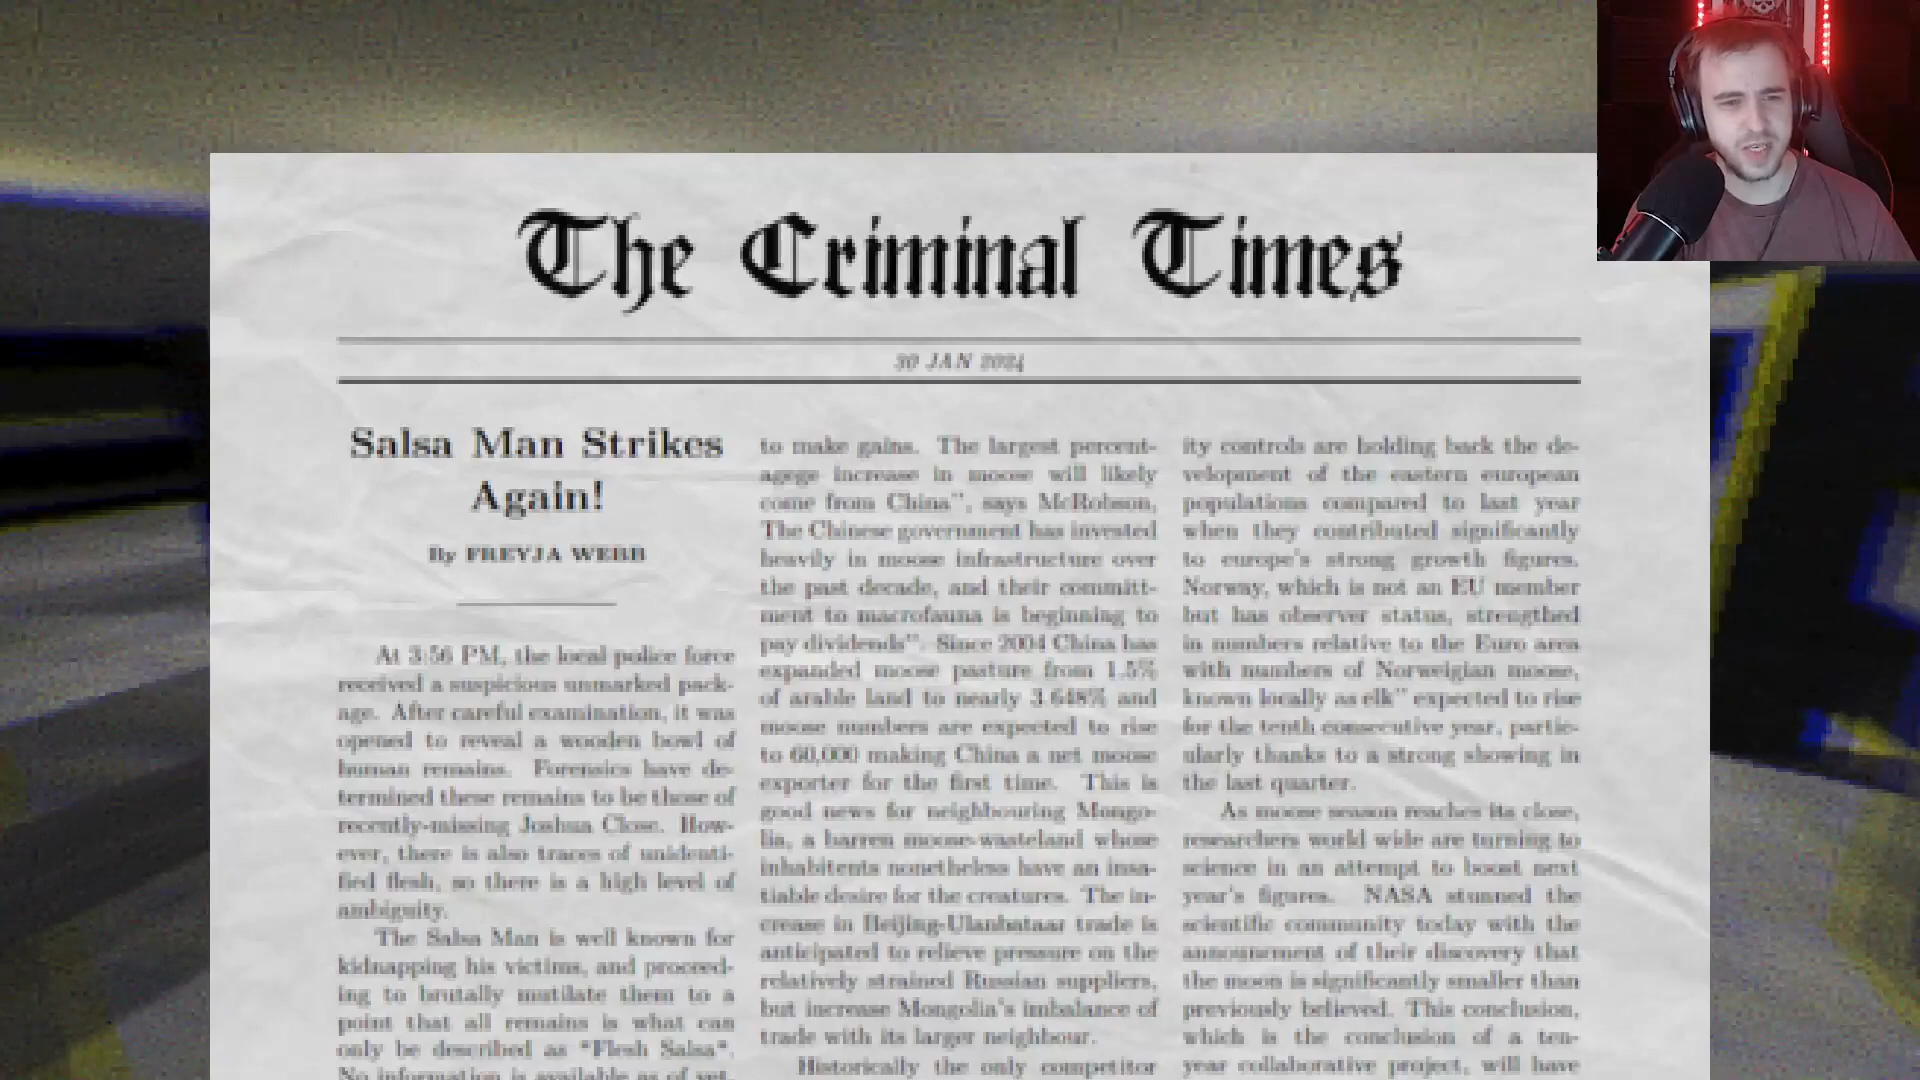 The Criminal Times
30 JAN 2024
Salsa Man Strikes
Again!
By FREYJA WEBB
At 3:56 PM, the local police force
received a suspicious unmarked pack-
age. After careful examination, it was
opened to reveal a wooden bowl of
human remains. Forensics have de-
termined these remains to be those of
recently-missing Joshua Close. How-
ever, there is also traces of unidenti-
fied flesh, so there is a high level of
ambiguity.
The Salsa Man is well known for
kidnapping his victims, and proceed-
ing to brutally mutilate them to a
point that all remains is what can
only be described as *Flesh Salsa*.
No information is available as of yet,
to make gains. The largest percent-
agege increase in moose will likely
come from China", says McRobson,
The Chinese government has invested
heavily in moose infrastructure over
the past decade, and their committ-
ment to macrofauna is beginning to
pay dividends". Since 2004 China has
expanded moose pasture from 1.5%
of arable land to nearly 3.648% and
moose numbers are expected to rise
to 60,000 making China a net moose
exporter for the first time. This is
good news for neighbouring Mongo-
lia, a barren moose-wasteland whose
inhabitents nonetheless have an insa-
tiable desire for the creatures. The in-
crease in Beijing-Ulanbataar trade is
anticipated to relieve pressure on the
relatively strained Russian suppliers,
but increase Mongolia's imbalance of
trade with its larger neighbour.
Historically the only competitor
ity controls are holding back the de-
velopment of the eastern european
populations compared to last year
when they contributed significantly
to europe's strong growth figures.
Norway, which is not an EU member
but has observer status, strengthed
in numbers relative to the Euro area
with numbers of Norweigian moose,
known locally as elk" expected to rise
for the tenth consecutive year, partic-
ularly thanks to a strong showing in
the last quarter.
As moose season reaches its close,
researchers world wide are turning to
science in an attempt to boost next
year's figures. NASA stunned the
scientific community today with the
announcement of their discovery that
the moon is significantly smaller than
previously believed. This conclusion,
which is the conclusion of a ten-
year collaborative project, will have